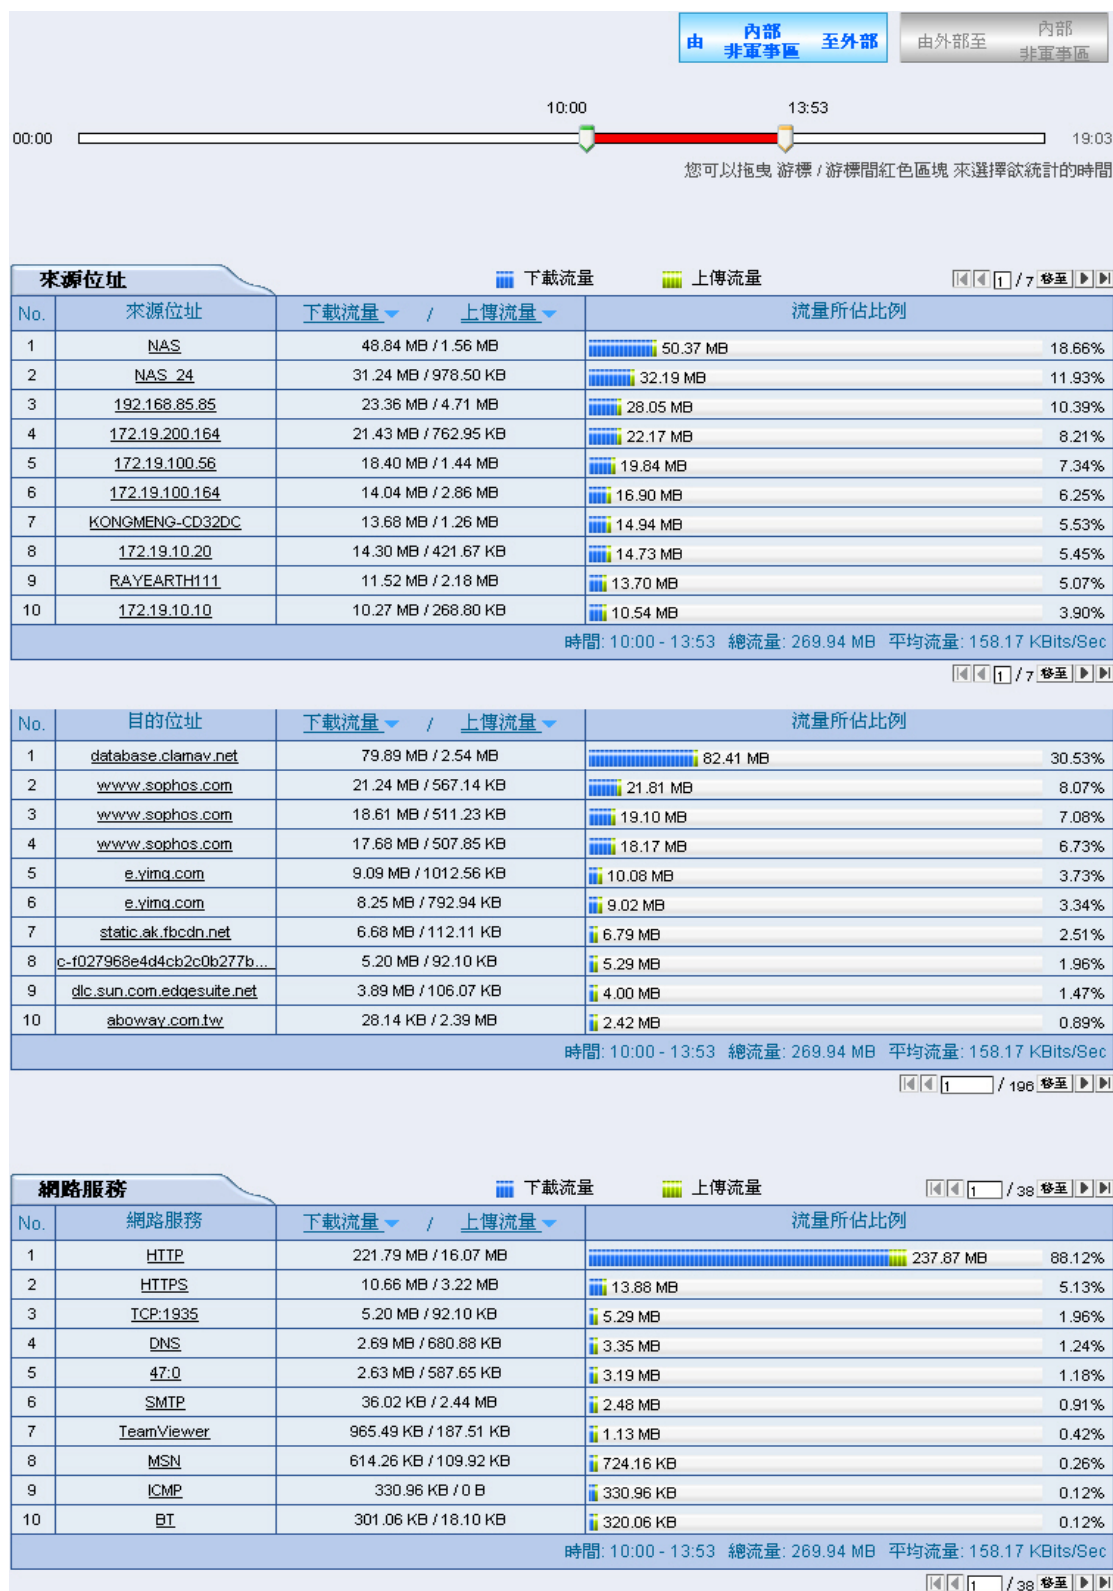 由 內部 非軍事區 至外部 由外部至 內部 非軍事區
10:00 13:53
00:00 19:03
您可以拖曳 游標 / 游標間紅色區塊 來選擇欲統計的時間
來源位址 下載流量 上傳流量 1 / 7 移至
No. 來源位址 下載流量 / 上傳流量 流量所佔比例
1 NAS 48.84 MB / 1.56 MB 50.37 MB 18.66%
2 NAS_24 31.24 MB / 978.50 KB 32.19 MB 11.93%
3 192.168.85.85 23.36 MB / 4.71 MB 28.05 MB 10.39%
4 172.19.200.164 21.43 MB / 762.95 KB 22.17 MB 8.21%
5 172.19.100.56 18.40 MB / 1.44 MB 19.84 MB 7.34%
6 172.19.100.164 14.04 MB / 2.86 MB 16.90 MB 6.25%
7 KONGMENG-CD32DC 13.68 MB / 1.26 MB 14.94 MB 5.53%
8 172.19.10.20 14.30 MB / 421.67 KB 14.73 MB 5.45%
9 RAYEARTH111 11.52 MB / 2.18 MB 13.70 MB 5.07%
10 172.19.10.10 10.27 MB / 268.80 KB 10.54 MB 3.90%
時間: 10:00 - 13:53 總流量: 269.94 MB 平均流量: 158.17 KBits/Sec
1 / 7 移至
No. 目的位址 下載流量 / 上傳流量 流量所佔比例
1 database.clamav.net 79.89 MB / 2.54 MB 82.41 MB 30.53%
2 www.sophos.com 21.24 MB / 567.14 KB 21.81 MB 8.07%
3 www.sophos.com 18.61 MB / 511.23 KB 19.10 MB 7.08%
4 www.sophos.com 17.68 MB / 507.85 KB 18.17 MB 6.73%
5 e.yimg.com 9.09 MB / 1012.56 KB 10.08 MB 3.73%
6 e.yimg.com 8.25 MB / 792.94 KB 9.02 MB 3.34%
7 static.ak.fbcdn.net 6.68 MB / 112.11 KB 6.79 MB 2.51%
8 c-f027968e4d4cb2c0b277b... 5.20 MB / 92.10 KB 5.29 MB 1.96%
9 dlc.sun.com.edgesuite.net 3.89 MB / 106.07 KB 4.00 MB 1.47%
10 aboway.com.tw 28.14 KB / 2.39 MB 2.42 MB 0.89%
時間: 10:00 - 13:53 總流量: 269.94 MB 平均流量: 158.17 KBits/Sec
1 / 196 移至
網路服務 下載流量 上傳流量 1 / 38 移至
No. 網路服務 下載流量 / 上傳流量 流量所佔比例
1 HTTP 221.79 MB / 16.07 MB 237.87 MB 88.12%
2 HTTPS 10.66 MB / 3.22 MB 13.88 MB 5.13%
3 TCP:1935 5.20 MB / 92.10 KB 5.29 MB 1.96%
4 DNS 2.69 MB / 680.88 KB 3.35 MB 1.24%
5 47:0 2.63 MB / 587.65 KB 3.19 MB 1.18%
6 SMTP 36.02 KB / 2.44 MB 2.48 MB 0.91%
7 TeamViewer 965.49 KB / 187.51 KB 1.13 MB 0.42%
8 MSN 614.26 KB / 109.92 KB 724.16 KB 0.26%
9 ICMP 330.96 KB / 0 B 330.96 KB 0.12%
10 BT 301.06 KB / 18.10 KB 320.06 KB 0.12%
時間: 10:00 - 13:53 總流量: 269.94 MB 平均流量: 158.17 KBits/Sec
1 / 38 移至